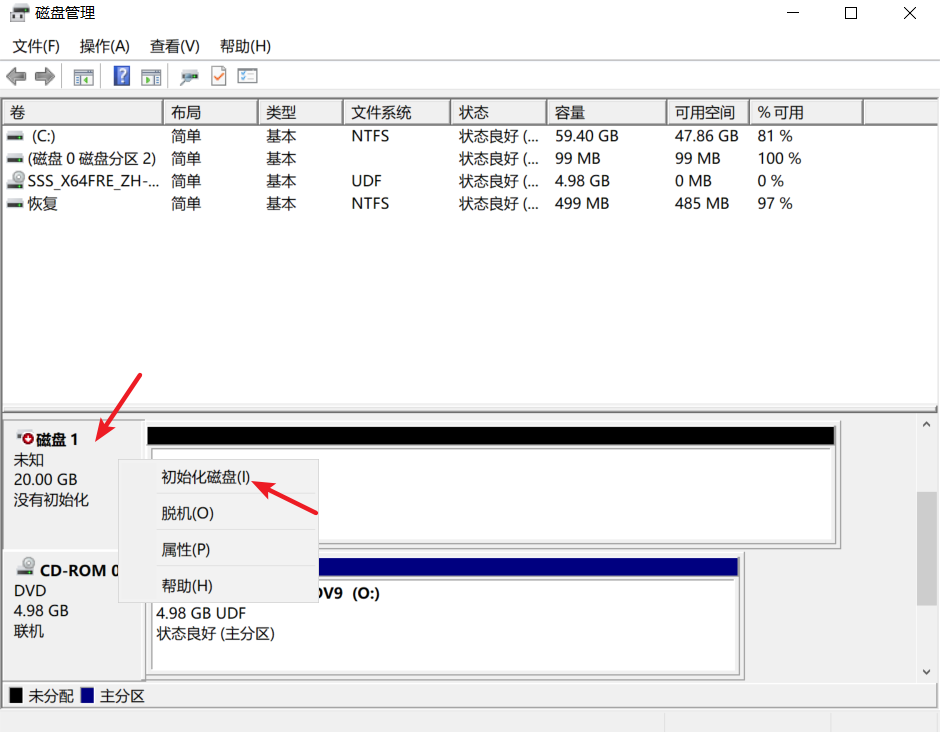 磁盘管理
文件(F) 操作(A) 查看(V) 帮助(H)
卷 布局 类型 文件系统 状态 容量 可用空间 % 可用
(C:) 简单 基本 NTFS 状态良好 (... 59.40 GB 47.86 GB 81 %
(磁盘 0 磁盘分区 2) 简单 基本 状态良好 (... 99 MB 99 MB 100 %
SSS_X64FRE_ZH-... 简单 基本 UDF 状态良好 (... 4.98 GB 0 MB 0 %
恢复 简单 基本 NTFS 状态良好 (... 499 MB 485 MB 97 %
磁盘 1
未知
20.00 GB
没有初始化
初始化磁盘(I)
脱机(O)
属性(P)
帮助(H)
CD-ROM 0
DVD
4.98 GB
联机
DV9 (O:)
4.98 GB UDF
状态良好 (主分区)
未分配 主分区